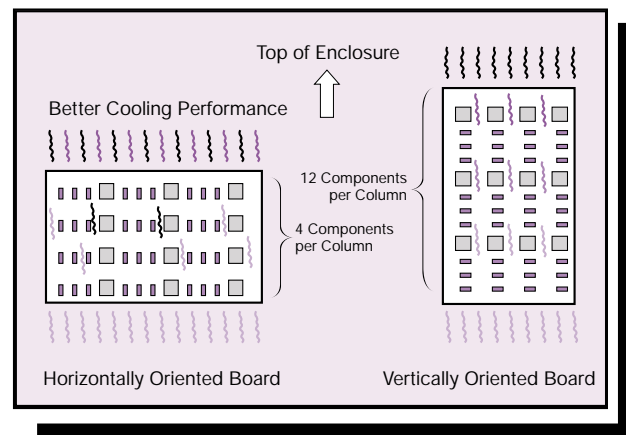 Top of Enclosure
Better Cooling Performance
12 Components
per Column
4 Components
per Column
Horizontally Oriented Board
Vertically Oriented Board